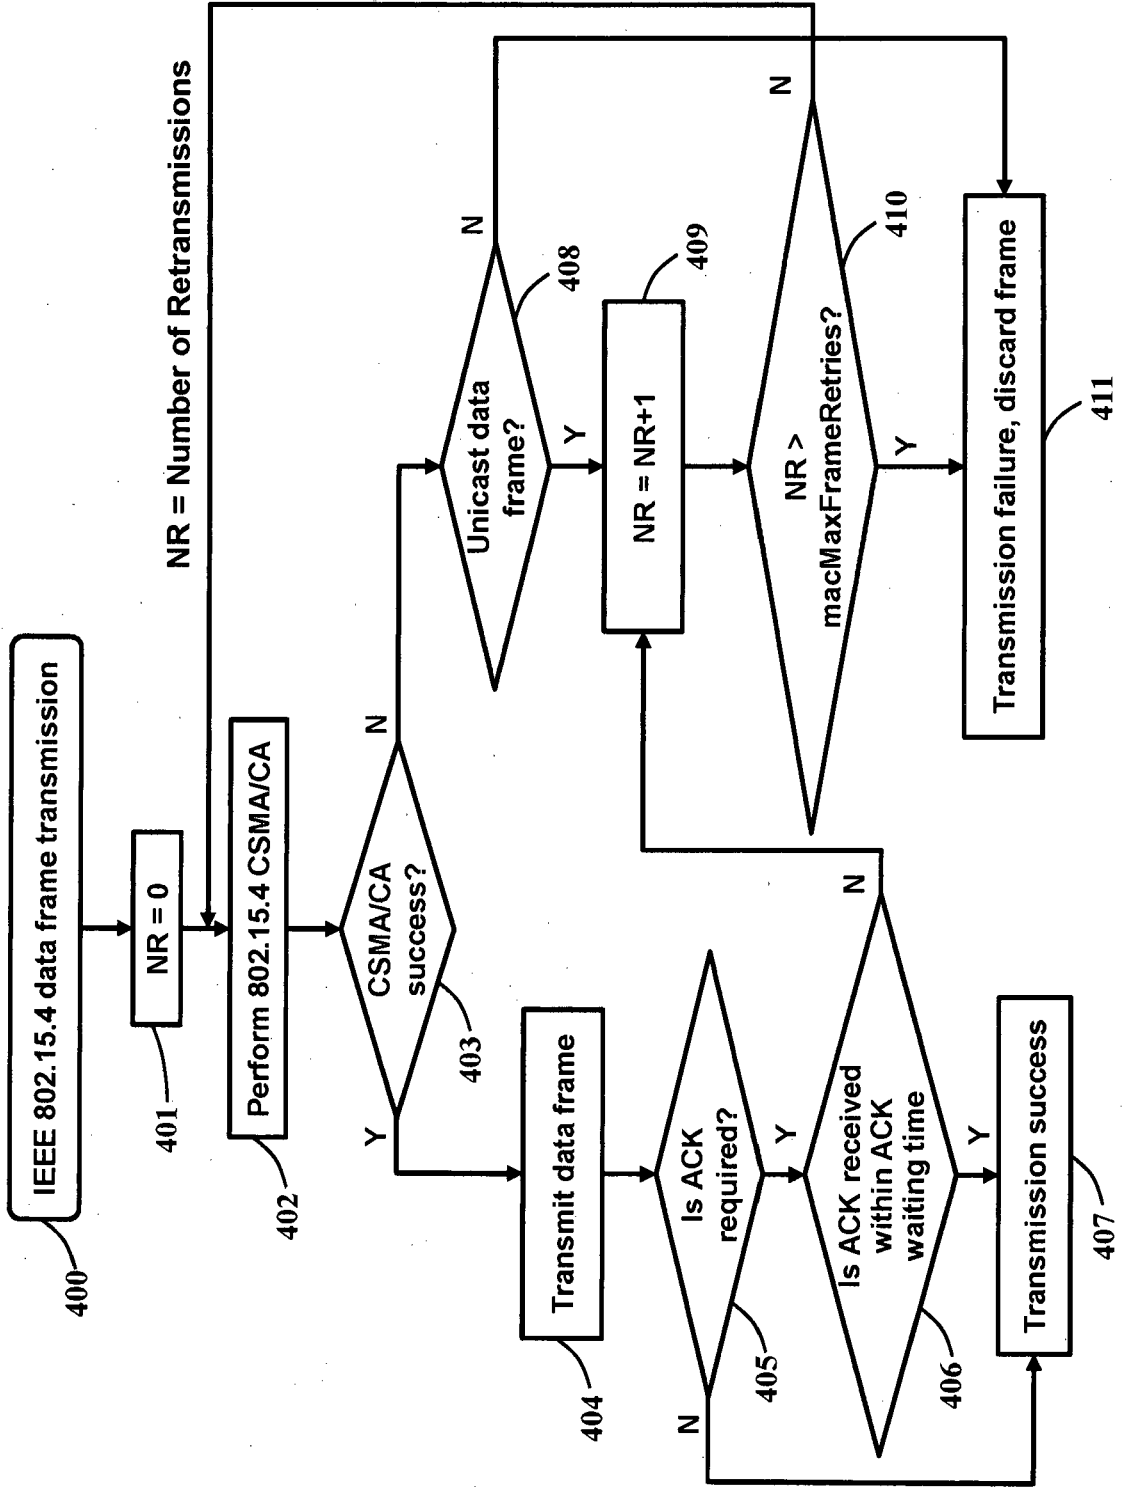 IEEE 802.15.4 data frame transmission
400
NR = Number of Retransmissions
NR = 0
401
Perform 802.15.4 CSMA/CA
402
CSMA/CA
success?
403
Y
N
Transmit data frame
404
Is ACK
required?
405
N
Y
Is ACK received
within ACK
waiting time
406
N
Y
Transmission success
407
Unicast data
frame?
408
N
Y
NR = NR+1
409
NR >
macMaxFrameRetries?
410
N
Y
Transmission failure, discard frame
411